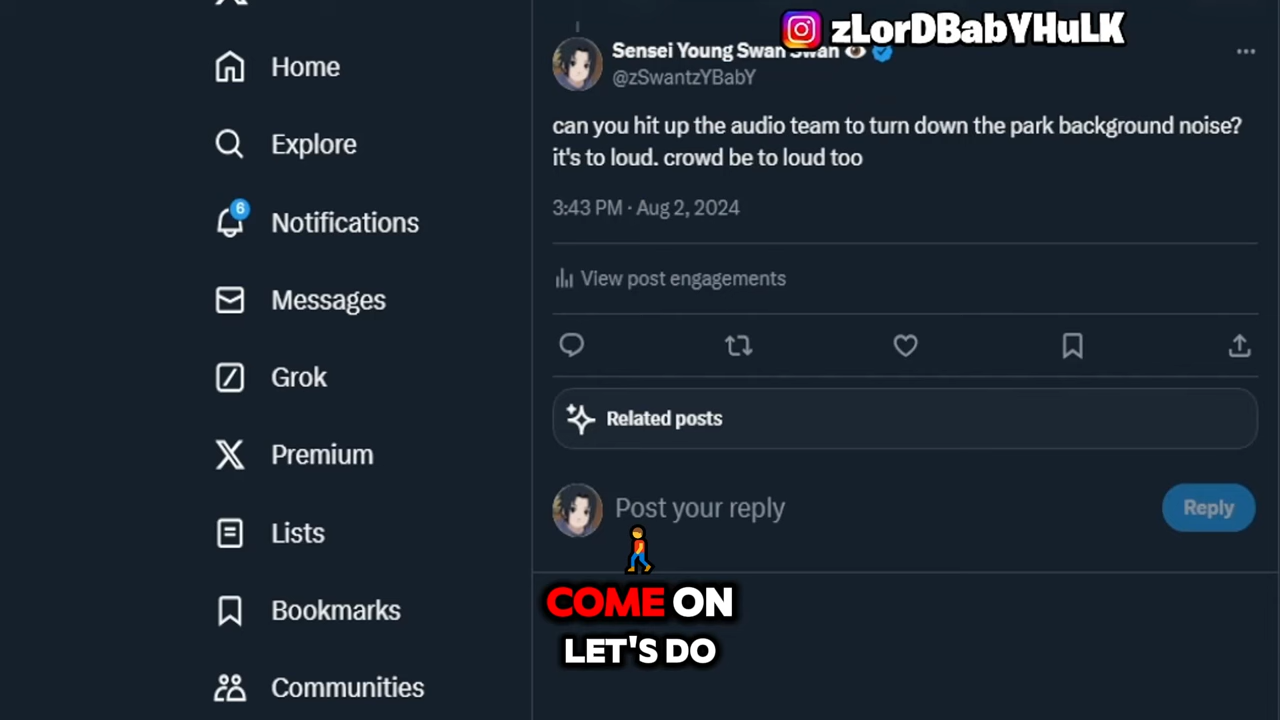 zLorDBabYHuLK
Home
Explore
6
Notifications
Messages
Grok
Premium
Lists
Bookmarks
Communities
Sensei Young Swan Swan
@zSwantzYBabY
can you hit up the audio team to turn down the park background noise?
it's to loud. crowd be to loud too
3:43 PM · Aug 2, 2024
View post engagements
Related posts
Post your reply
Reply
COME ON
LET'S DO